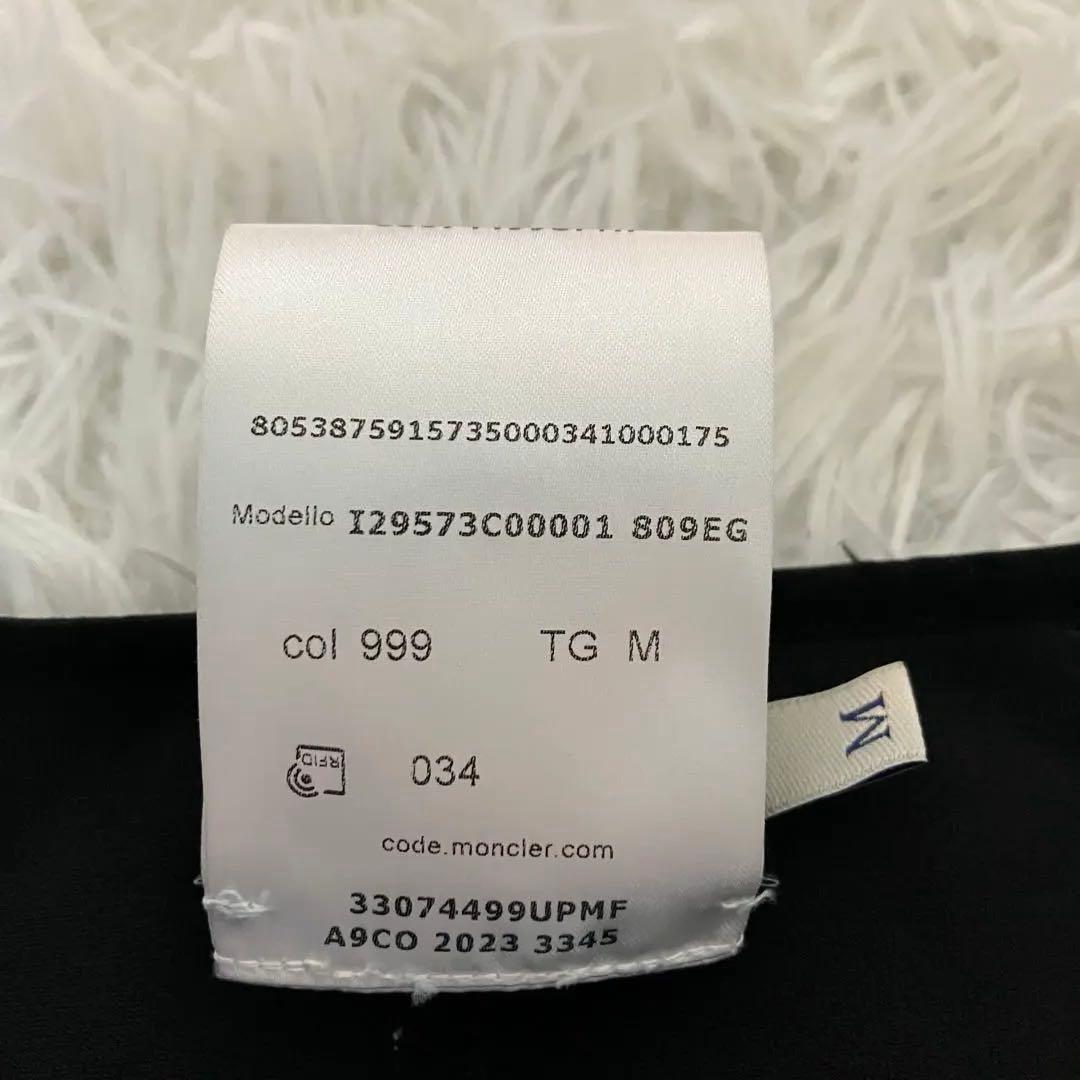 8053875915735000341000175
Modello I29573C00001 809EG
col 999 TG M
RFID 034
code.moncler.com
33074499UPMF
A9CO 2023 3345
M